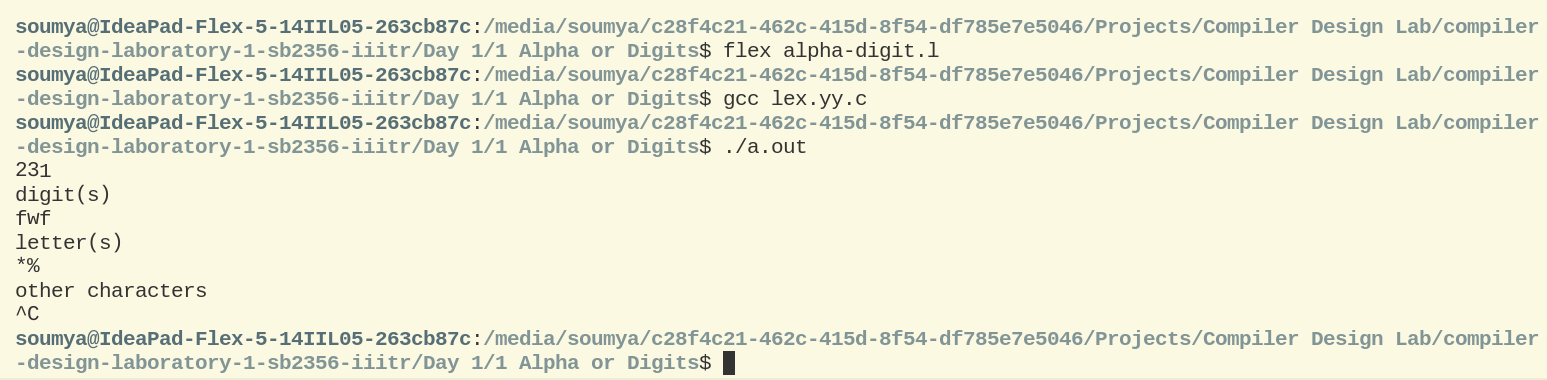 soumya@IdeaPad-Flex-5-14IIL05-263cb87c:/media/soumya/c28f4c21-462c-415d-8f54-df785e7e5046/Projects/Compiler Design Lab/compiler
-design-laboratory-1-sb2356-iiitr/Day 1/1 Alpha or Digits$ flex alpha-digit.l
soumya@IdeaPad-Flex-5-14IIL05-263cb87c:/media/soumya/c28f4c21-462c-415d-8f54-df785e7e5046/Projects/Compiler Design Lab/compiler
-design-laboratory-1-sb2356-iiitr/Day 1/1 Alpha or Digits$ gcc lex.yy.c
soumya@IdeaPad-Flex-5-14IIL05-263cb87c:/media/soumya/c28f4c21-462c-415d-8f54-df785e7e5046/Projects/Compiler Design Lab/compiler
-design-laboratory-1-sb2356-iiitr/Day 1/1 Alpha or Digits$ ./a.out
231
digit(s)
fwf
letter(s)
*%
other characters
^C
soumya@IdeaPad-Flex-5-14IIL05-263cb87c:/media/soumya/c28f4c21-462c-415d-8f54-df785e7e5046/Projects/Compiler Design Lab/compiler
-design-laboratory-1-sb2356-iiitr/Day 1/1 Alpha or Digits$